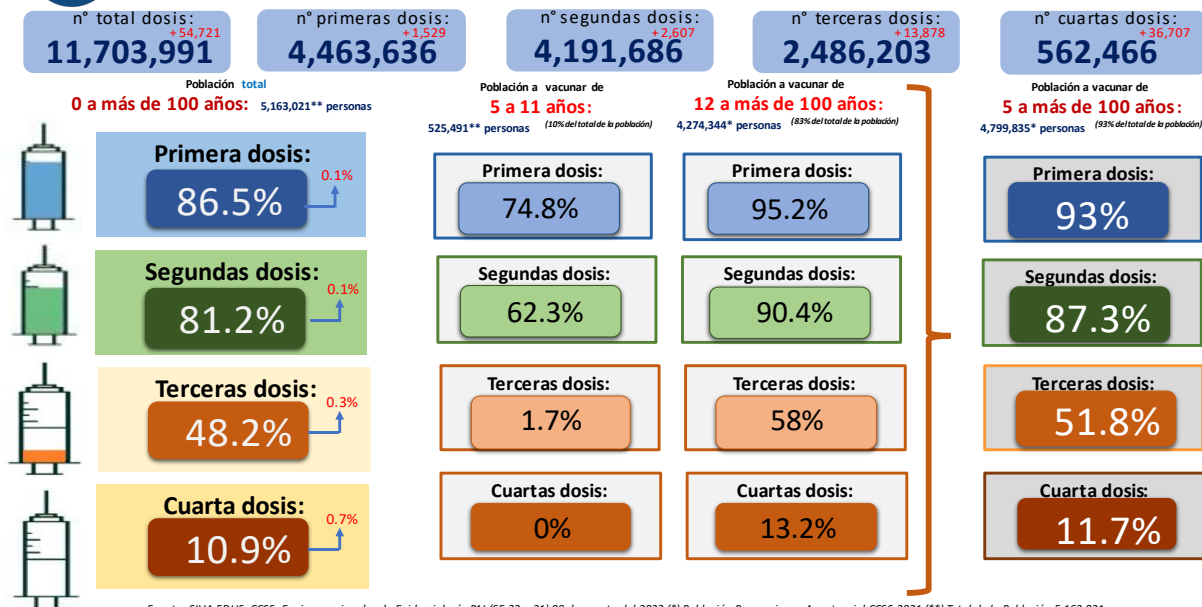 n° total dosis:
+54,721
11,703,991
n° primeras dosis:
+1,529
4,463,636
n° segundas dosis:
+2,607
4,191,686
n° terceras dosis:
+13,878
2,486,203
n° cuartas dosis:
+36,707
562,466
Población total
0 a más de 100 años: 5,163,021** personas
Primera dosis:
86.5%
0.1%
Segundas dosis:
81.2%
0.1%
Terceras dosis:
48.2%
0.3%
Cuarta dosis:
10.9%
0.7%
Población a vacunar de
5 a 11 años:
525,491** personas (10% del total de la población)
Primera dosis:
74.8%
Segundas dosis:
62.3%
Terceras dosis:
1.7%
Cuartas dosis:
0%
Población a vacunar de
12 a más de 100 años:
4,274,344* personas (83% del total de la población)
Primera dosis:
95.2%
Segundas dosis:
90.4%
Terceras dosis:
58%
Cuartas dosis:
13.2%
Población a vacunar de
5 a más de 100 años:
4,799,835* personas (93% del total de la población)
Primera dosis:
93%
Segundas dosis:
87.3%
Terceras dosis:
51.8%
Cuarta dosis:
11.7%